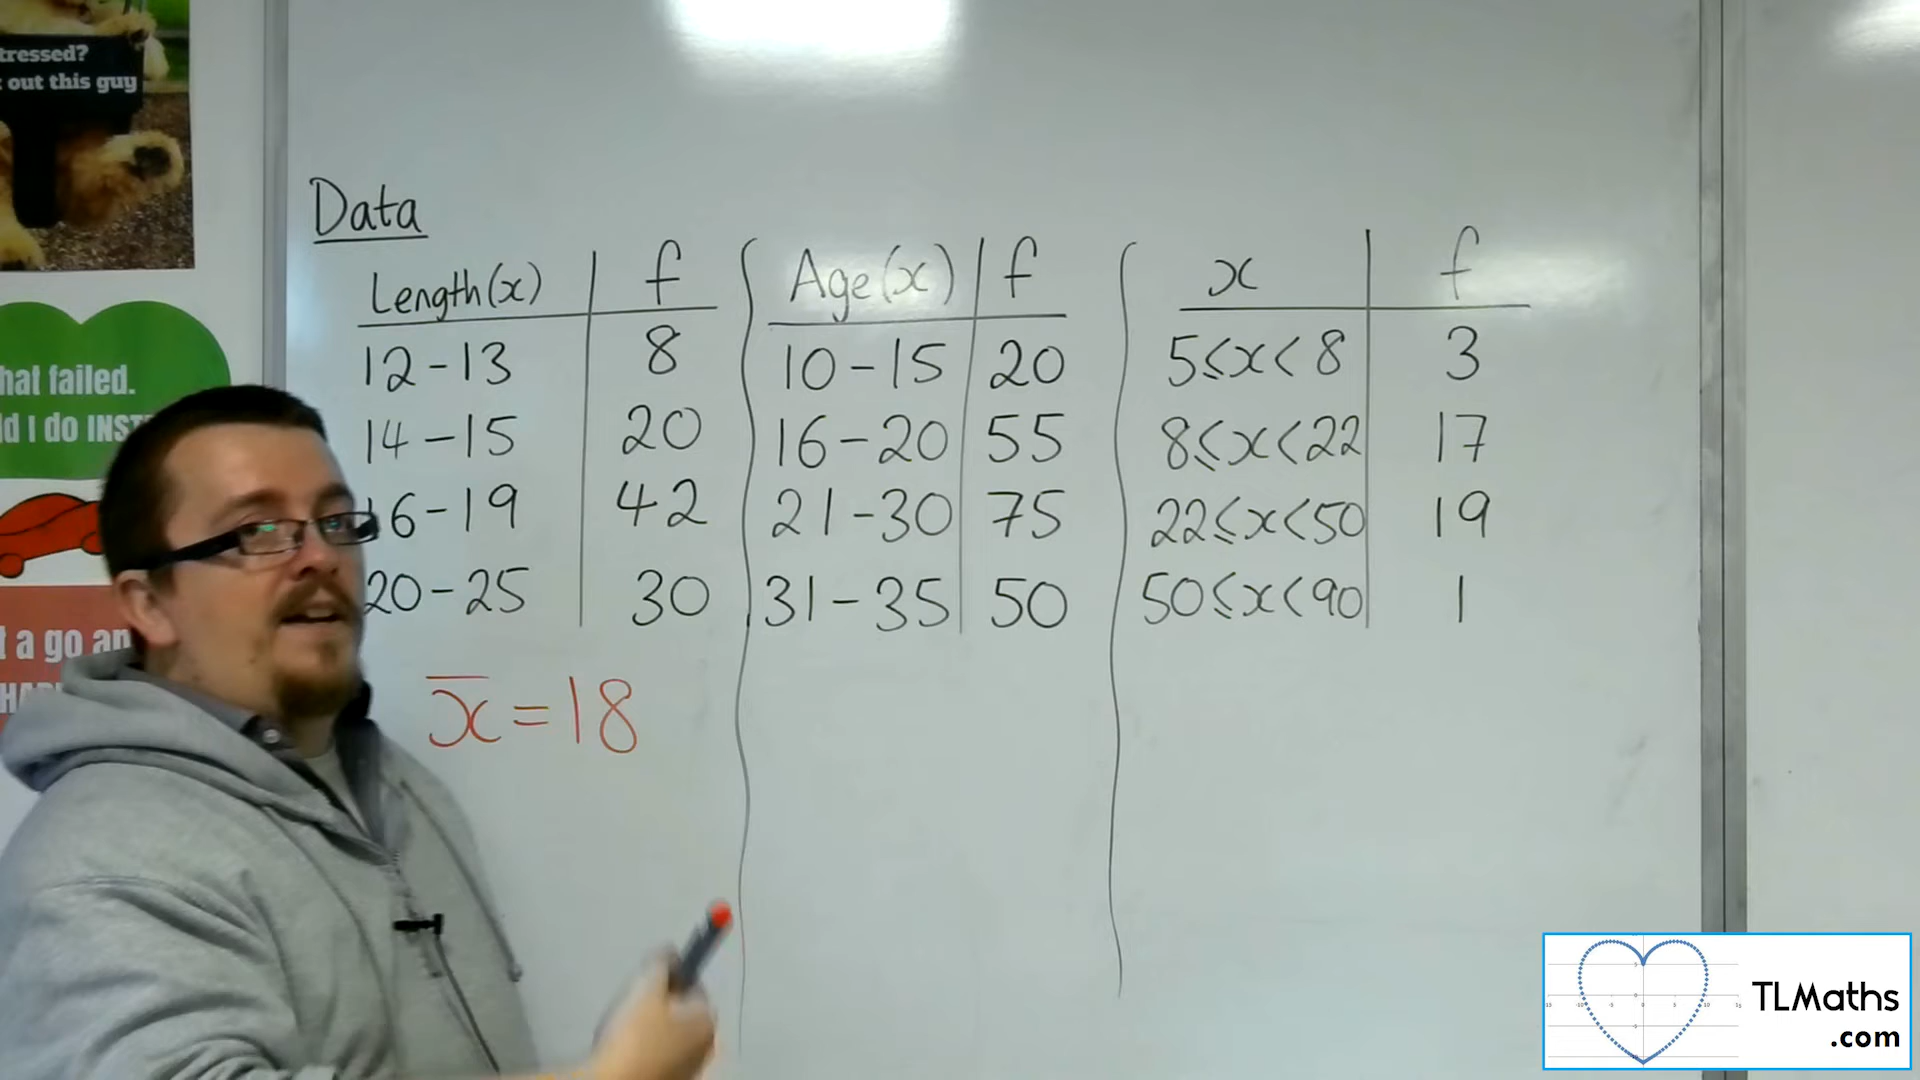 tressed?
out this guy
hat failed.
d I do INST
t a go an
Data
Length(x) f
12-13 8
14-15 20
16-19 42
20-25 30
x̄ = 18
Age(x) f
10-15 20
16-20 55
21-30 75
31-35 50
x f
5≤x<8 3
8≤x<22 17
22≤x<50 19
50≤x<90 1
TLMaths
.com